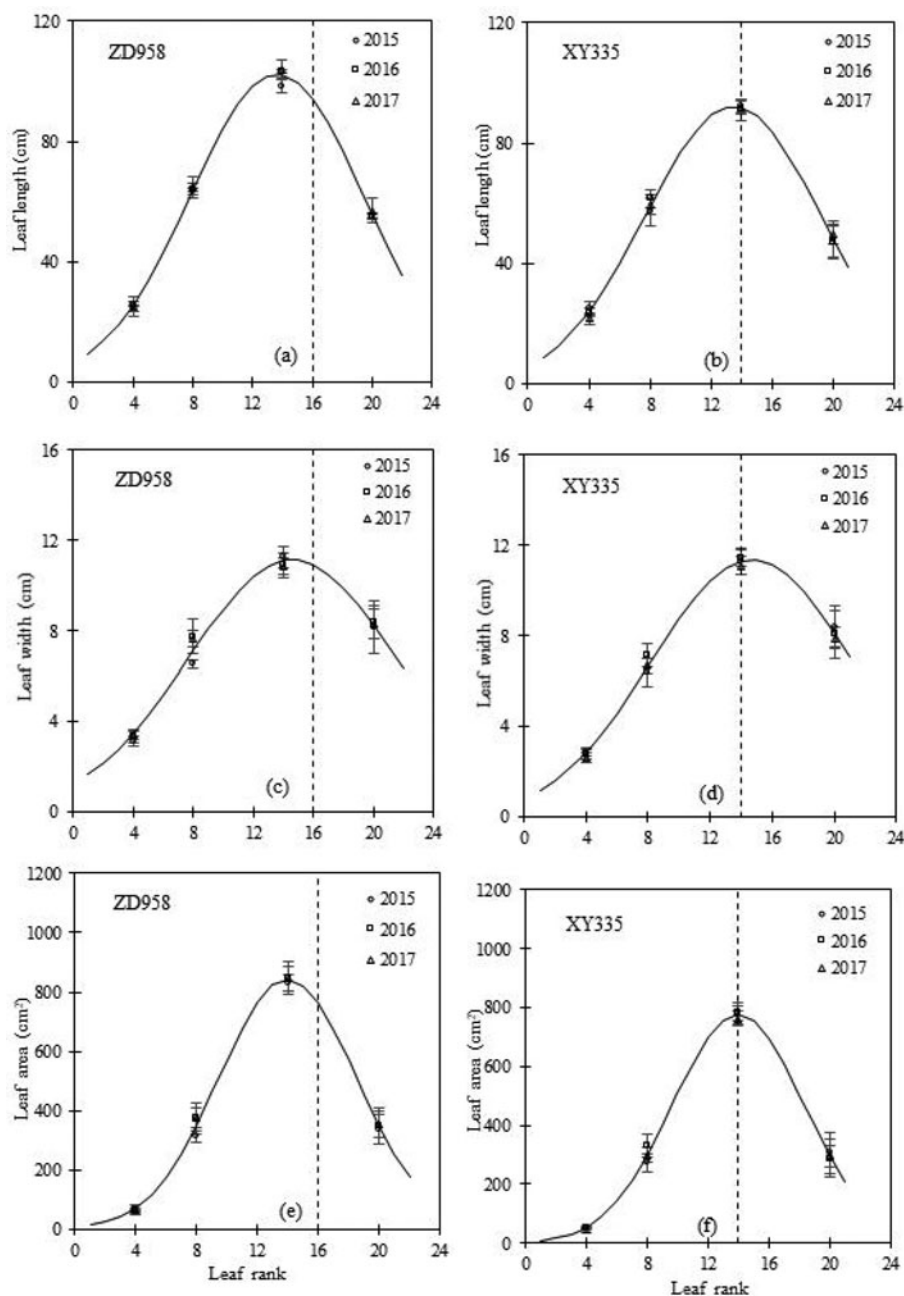 ZD958
2015
2016
2017
120
80
40
0
Leaf length (cm)
(a)
0 4 8 12 16 20 24
XY335
2015
2016
2017
120
80
40
0
Leaf length (cm)
(b)
0 4 8 12 16 20 24
ZD958
2015
2016
2017
16
12
8
4
0
Leaf width (cm)
(c)
0 4 8 12 16 20 24
XY335
2015
2016
2017
16
12
8
4
0
Leaf width (cm)
(d)
0 4 8 12 16 20 24
ZD958
2015
2016
2017
1200
1000
800
600
400
200
0
Leaf area (cm²)
(e)
0 4 8 12 16 20 24
Leaf rank
XY335
2015
2016
2017
1200
1000
800
600
400
200
0
Leaf area (cm²)
(f)
0 4 8 12 16 20 24
Leaf rank